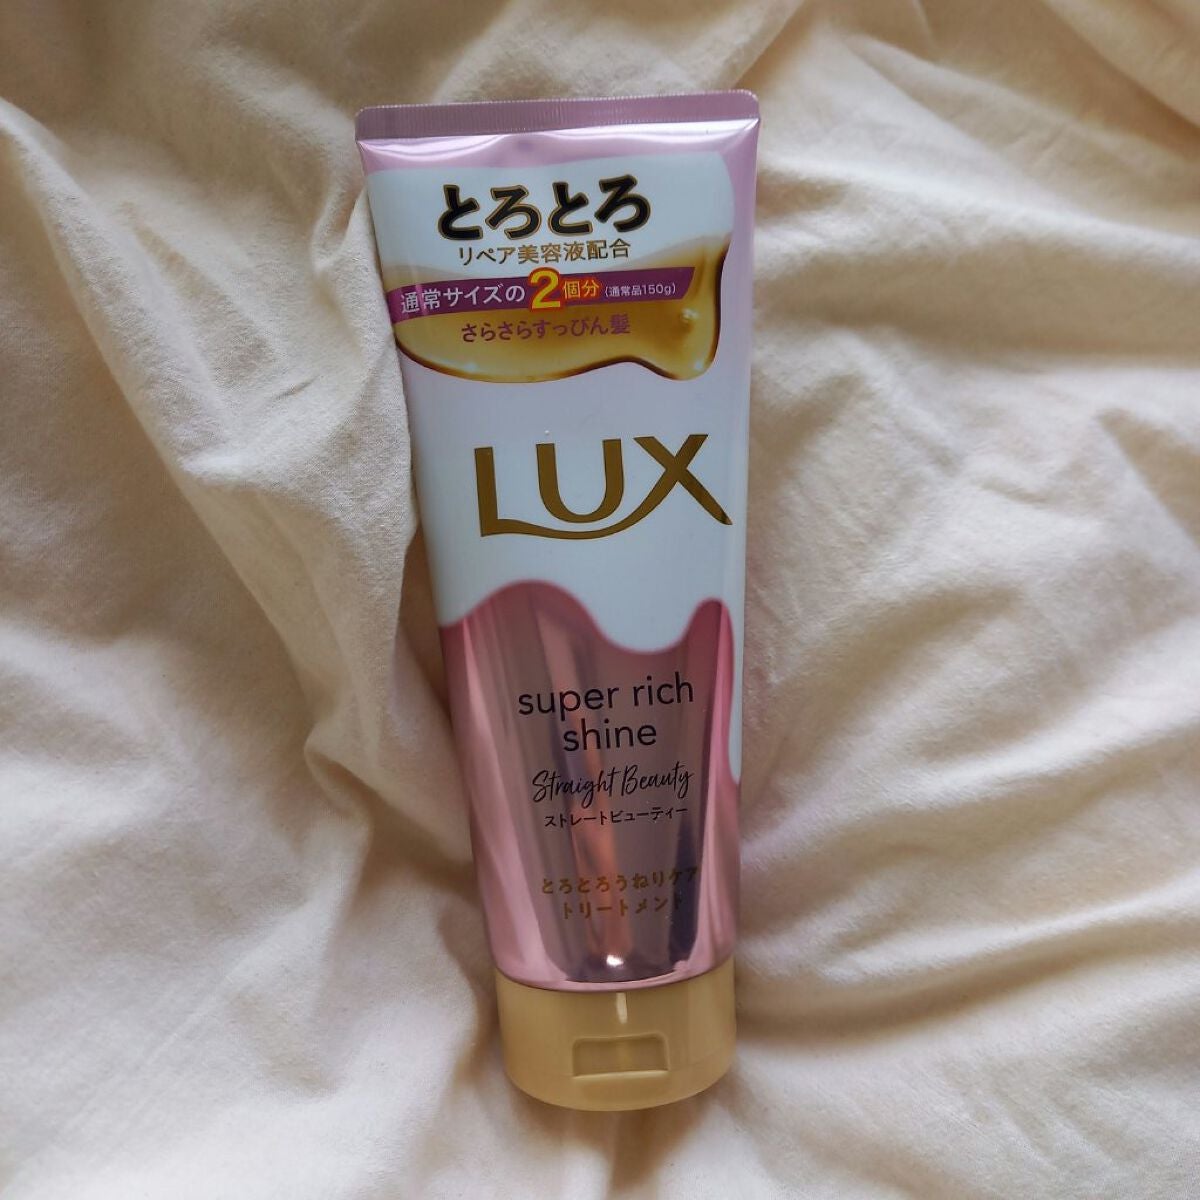 とろとろ
リペア美容液配合
通常サイズの2個分(通常品150g)
さらさらすっぴん髪
LUX
super rich
shine
Straight Beauty
ストレートビューティー
とろとろうねりケア
トリートメント